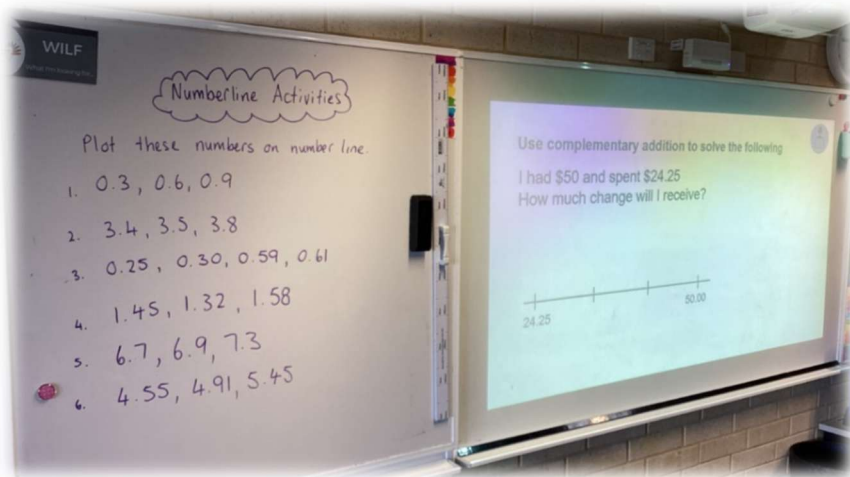 WILF
What I'm looking for...
Numberline Activities
Plot these numbers on number line.
1. 0.3, 0.6, 0.9
2. 3.4, 3.5, 3.8
3. 0.25, 0.30, 0.59, 0.61
4. 1.45, 1.32, 1.58
5. 6.7, 6.9, 7.3
6. 4.55, 4.91, 5.45
Use complementary addition to solve the following
I had $50 and spent $24.25
How much change will I receive?
24.25
50.00